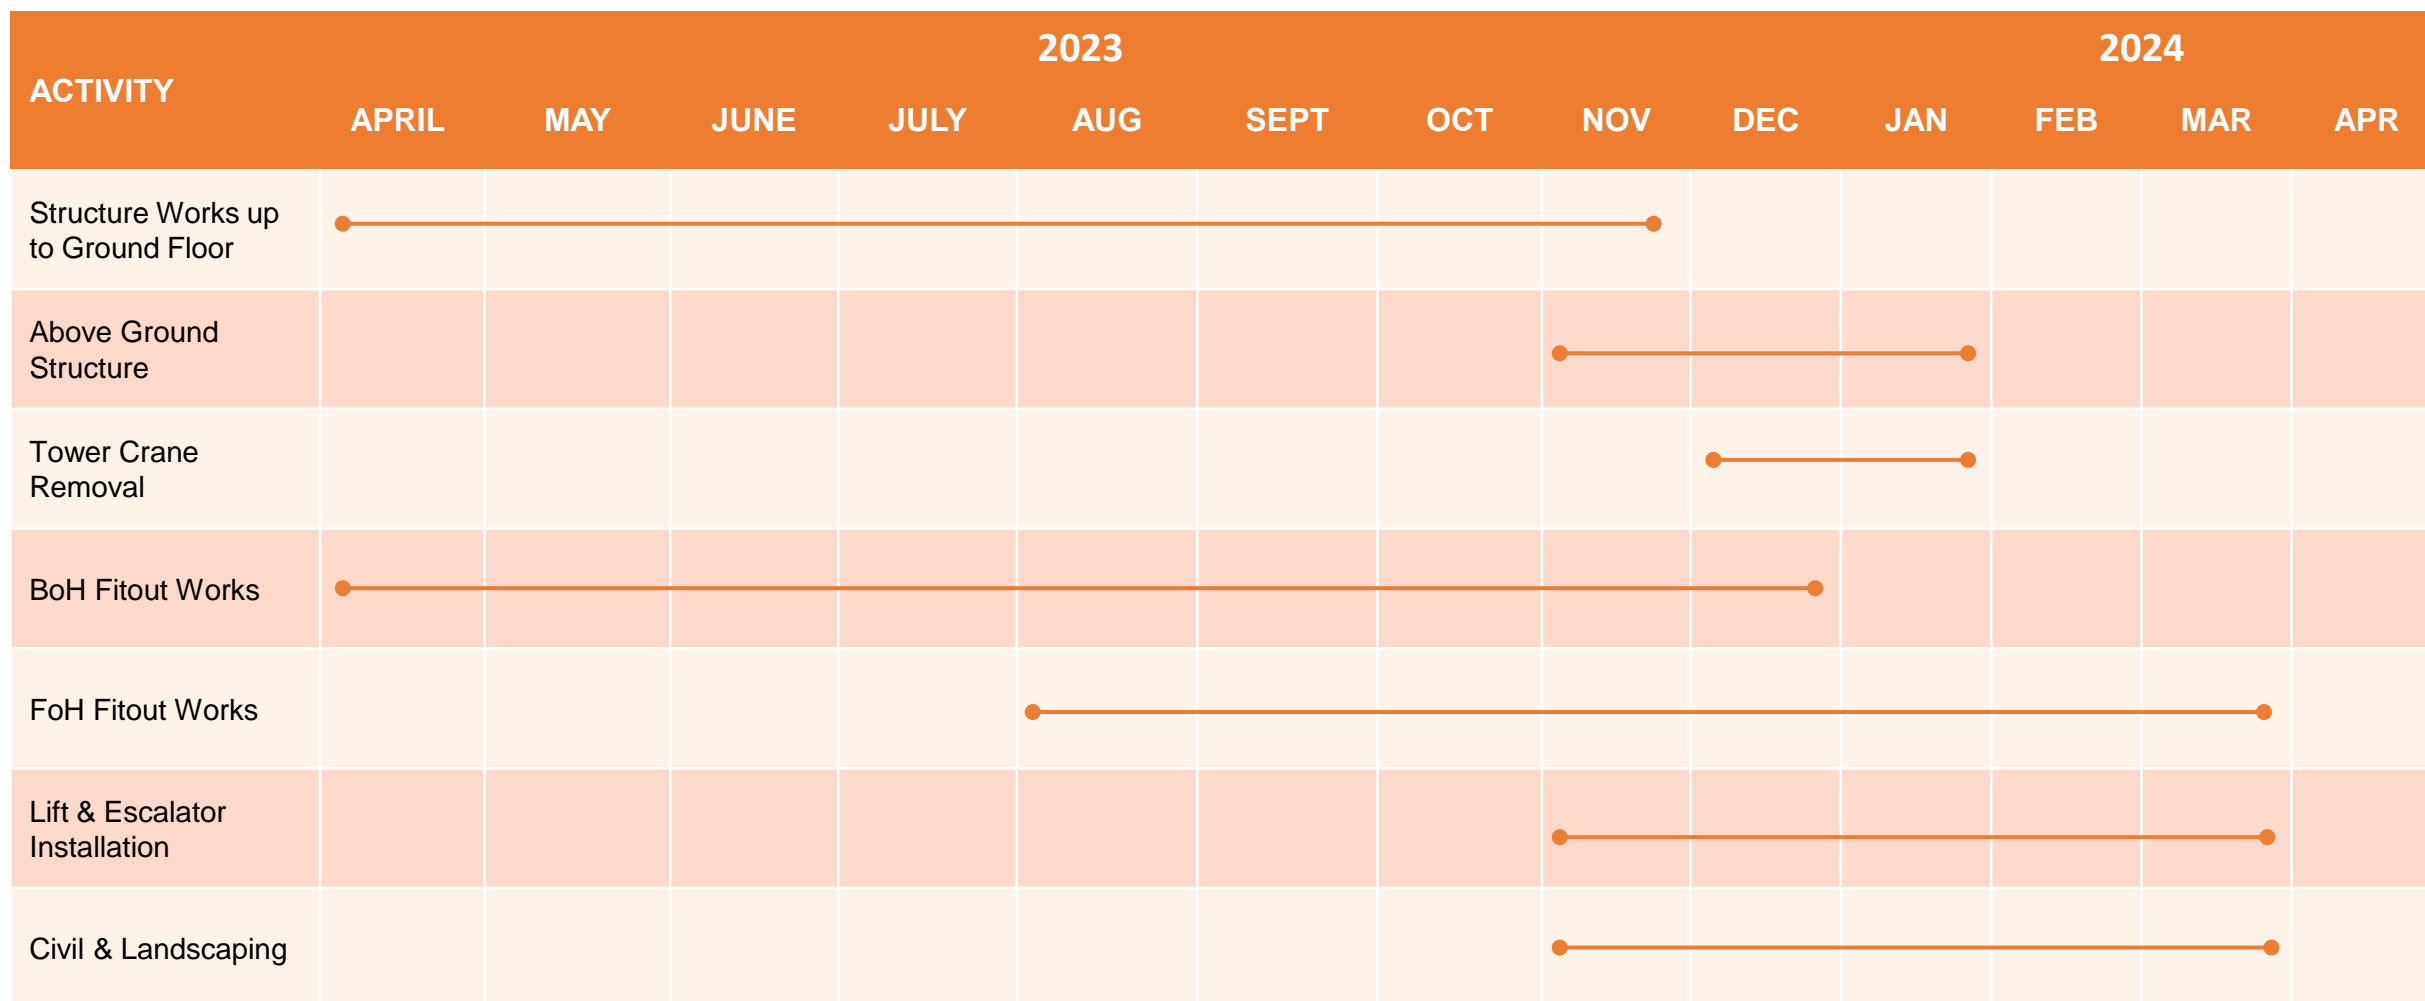 ACTIVITY
2023
2024
APRIL MAY JUNE JULY AUG SEPT OCT NOV DEC JAN FEB MAR APR
Structure Works up
to Ground Floor
Above Ground
Structure
Tower Crane
Removal
BoH Fitout Works
FoH Fitout Works
Lift & Escalator
Installation
Civil & Landscaping